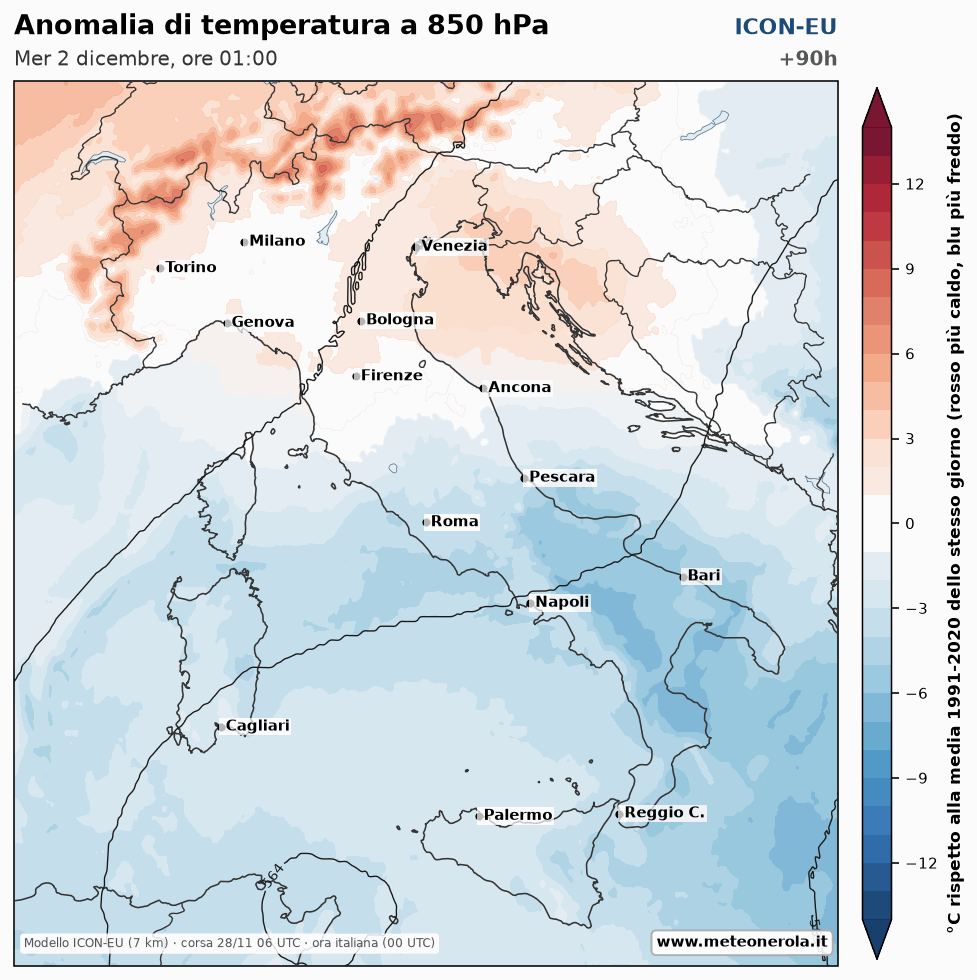 Anomalia di temperatura a 850 hPa
ICON-EU
Mer 2 dicembre, ore 01:00
+90h
Milano
Venezia
Torino
Genova
Bologna
Firenze
Ancona
Pescara
Roma
Bari
Napoli
Cagliari
Palermo
Reggio C.
Modello ICON-EU (7 km) · corsa 28/11 06 UTC · ora italiana (00 UTC)
www.meteonerola.it
12
9
6
3
0
−3
−6
−9
−12
°C rispetto alla media 1991-2020 dello stesso giorno (rosso più caldo, blu più freddo)